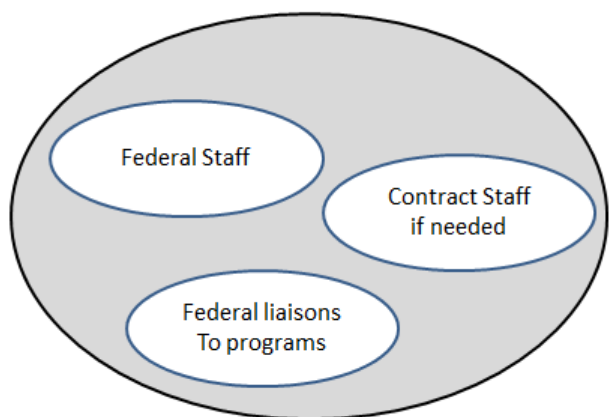 Federal Staff
Contract Staff
if needed
Federal liaisons
To programs